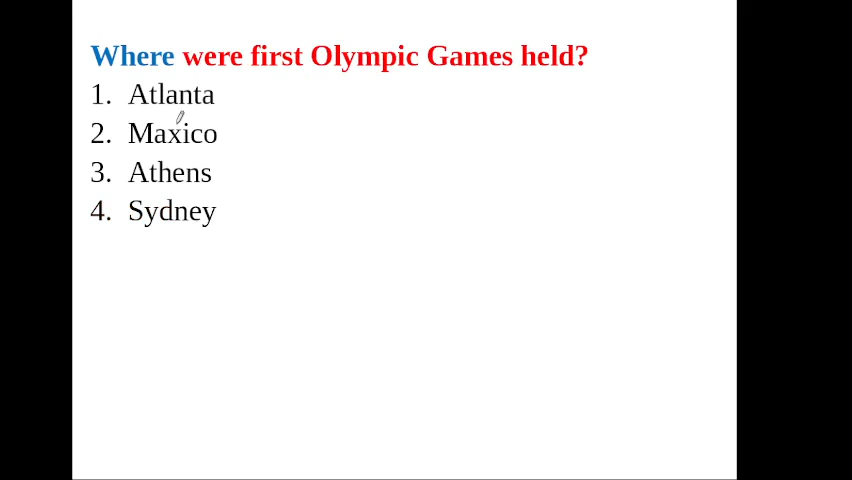 Where were first Olympic Games held?
1. Atlanta
2. Maxico
3. Athens
4. Sydney